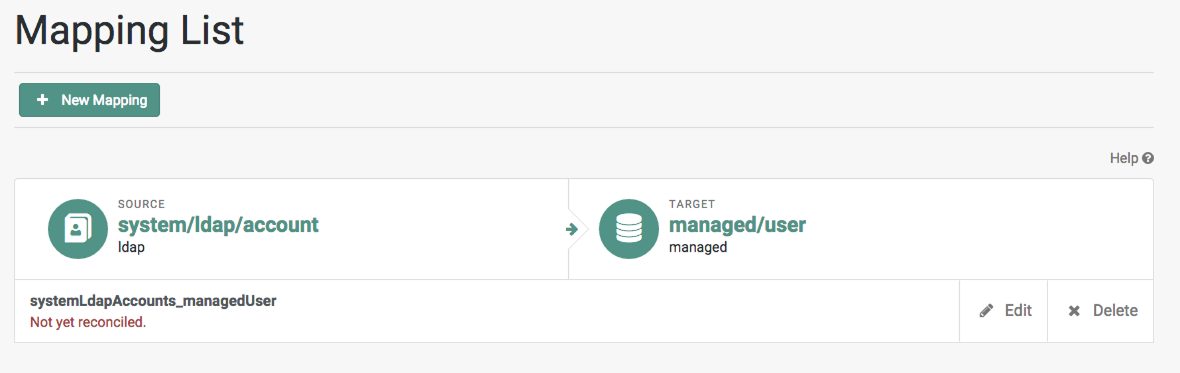 Mapping List
New Mapping
Help
SOURCE
system/ldap/account
ldap
TARGET
managed/user
managed
systemLdapAccounts_managedUser
Not yet reconciled.
Edit
Delete